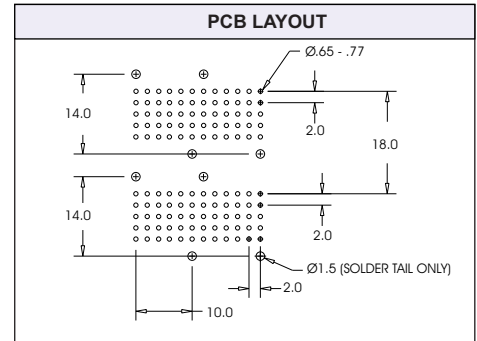 PCB LAYOUT
Ø.65 - .77
14.0
2.0
18.0
14.0
2.0
Ø1.5 (SOLDER TAIL ONLY)
2.0
10.0